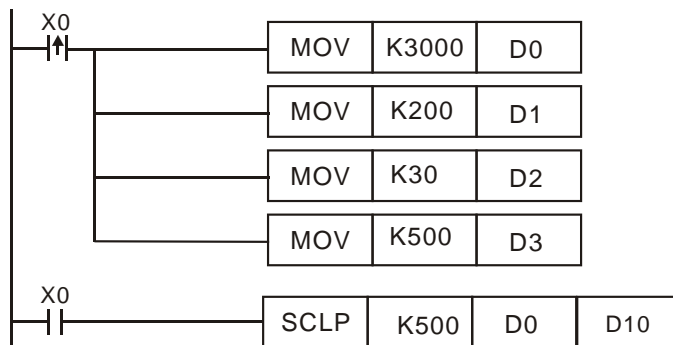 X0
MOV K3000 D0
MOV K200 D1
MOV K30 D2
MOV K500 D3
X0
SCLP K500 D0 D10